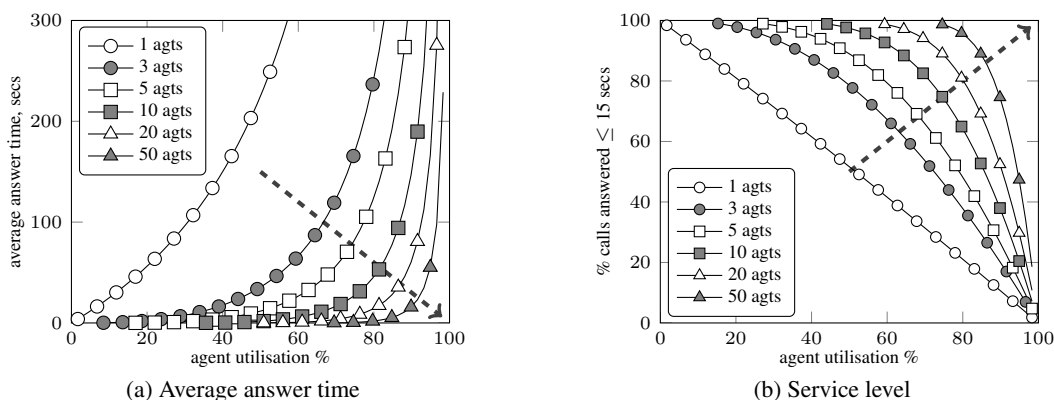 300
200
100
0
0
20
40
60
80
100
average answer time, secs
agent utilisation %
1 agts
3 agts
5 agts
10 agts
20 agts
50 agts
(a) Average answer time
100
80
60
40
20
0
0
20
40
60
80
100
% calls answered ≤ 15 secs
agent utilisation %
1 agts
3 agts
5 agts
10 agts
20 agts
50 agts
(b) Service level